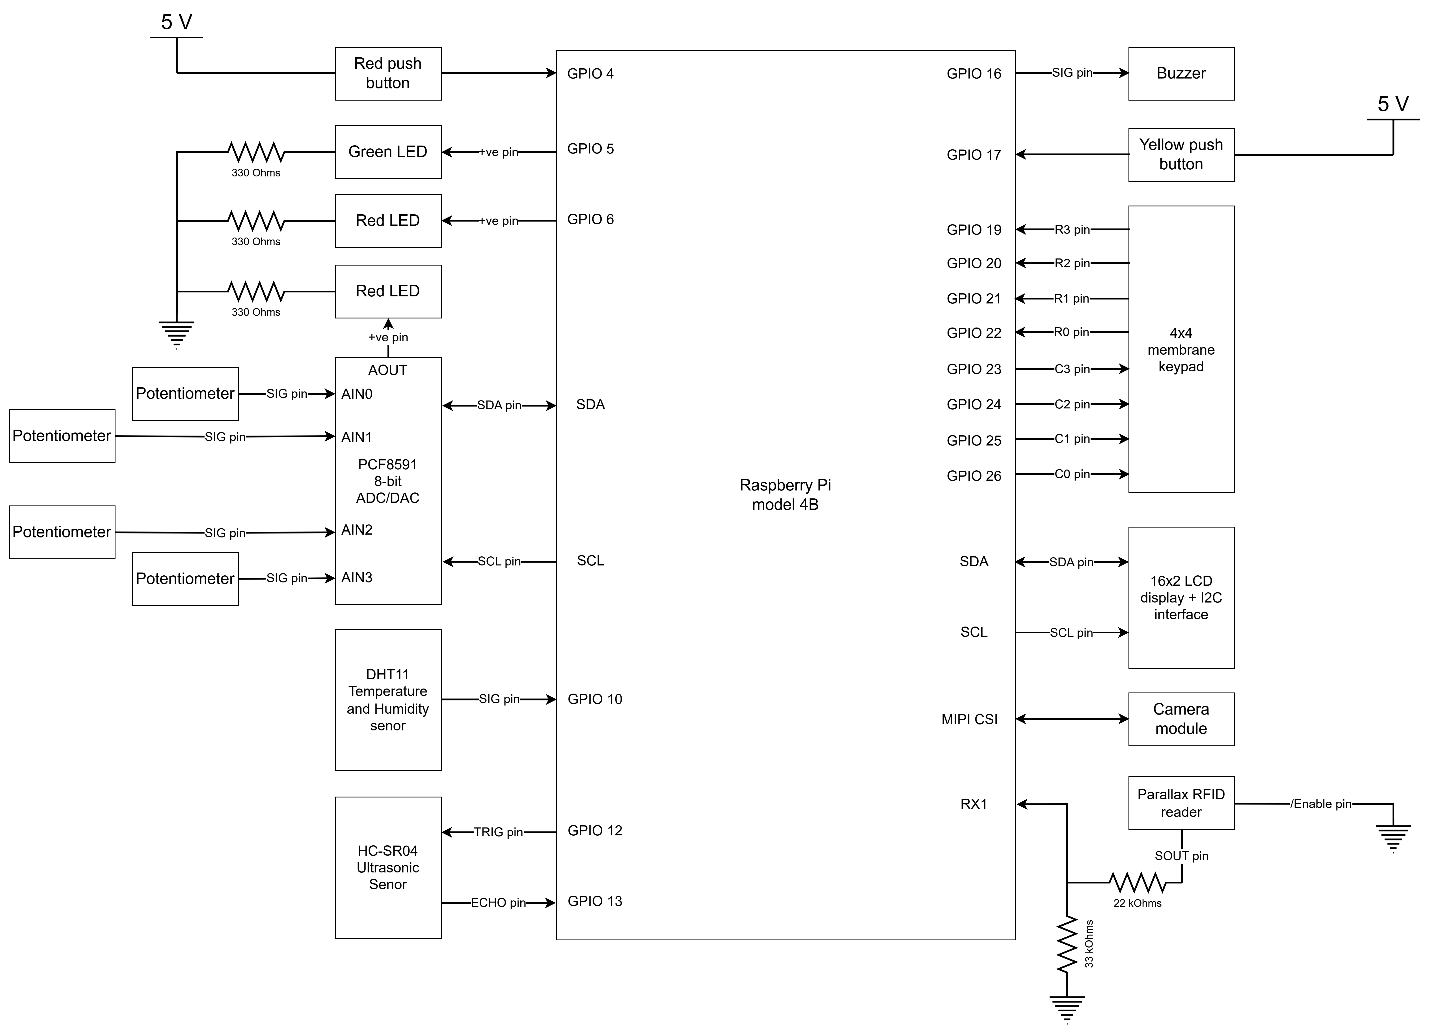 5 V
Red push
button
GPIO 4
GPIO 16
SIG pin
Buzzer
5 V
Green LED
+ve pin
GPIO 5
330 Ohms
GPIO 17
Yellow push
button
Red LED
+ve pin
GPIO 6
330 Ohms
GPIO 19
R3 pin
GPIO 20
R2 pin
Red LED
330 Ohms
GPIO 21
R1 pin
GPIO 22
R0 pin
4x4
membrane
keypad
+ve pin
AOUT
GPIO 23
C3 pin
Potentiometer
SIG pin
AIN0
SDA pin
SDA
GPIO 24
C2 pin
Potentiometer
SIG pin
AIN1
GPIO 25
C1 pin
PCF8591
8-bit
ADC/DAC
GPIO 26
C0 pin
Raspberry Pi
model 4B
Potentiometer
SIG pin
AIN2
SCL pin
SCL
Potentiometer
SIG pin
AIN3
SDA
SDA pin
16x2 LCD
display + I2C
interface
SCL
SCL pin
DHT11
Temperature
and Humidity
senor
SIG pin
GPIO 10
MIPI CSI
Camera
module
RX1
Parallax RFID
reader
/Enable pin
SOUT pin
22 kOhms
33 kOhms
HC-SR04
Ultrasonic
Senor
TRIG pin
GPIO 12
ECHO pin
GPIO 13